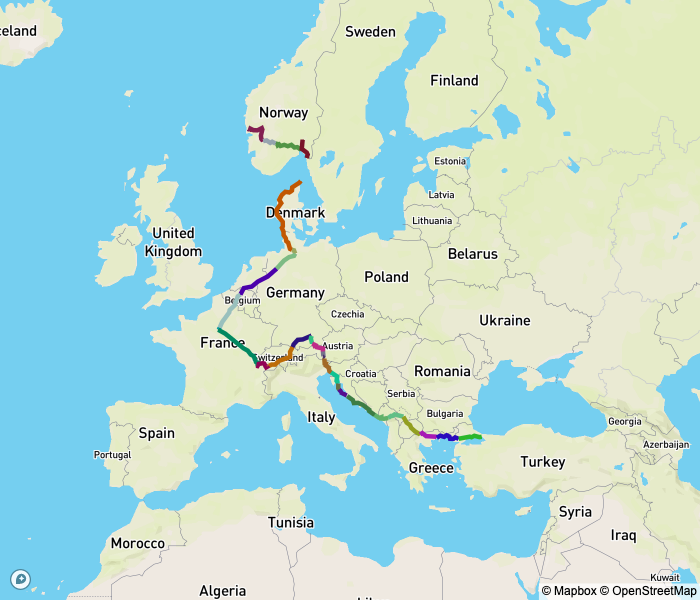 celand
Sweden
Finland
Norway
Estonia
Latvia
Denmark
Lithuania
United
Kingdom
Belarus
Poland
Germany
Belgium
Czechia
Ukraine
France
Switzerland
Austria
Croatia
Romania
Serbia
Italy
Bulgaria
Georgia
Spain
Azerbaijan
Portugal
Greece
Turkey
Syria
Tunisia
Iraq
Morocco
Kuwait
Algeria
© Mapbox © OpenStreetMap